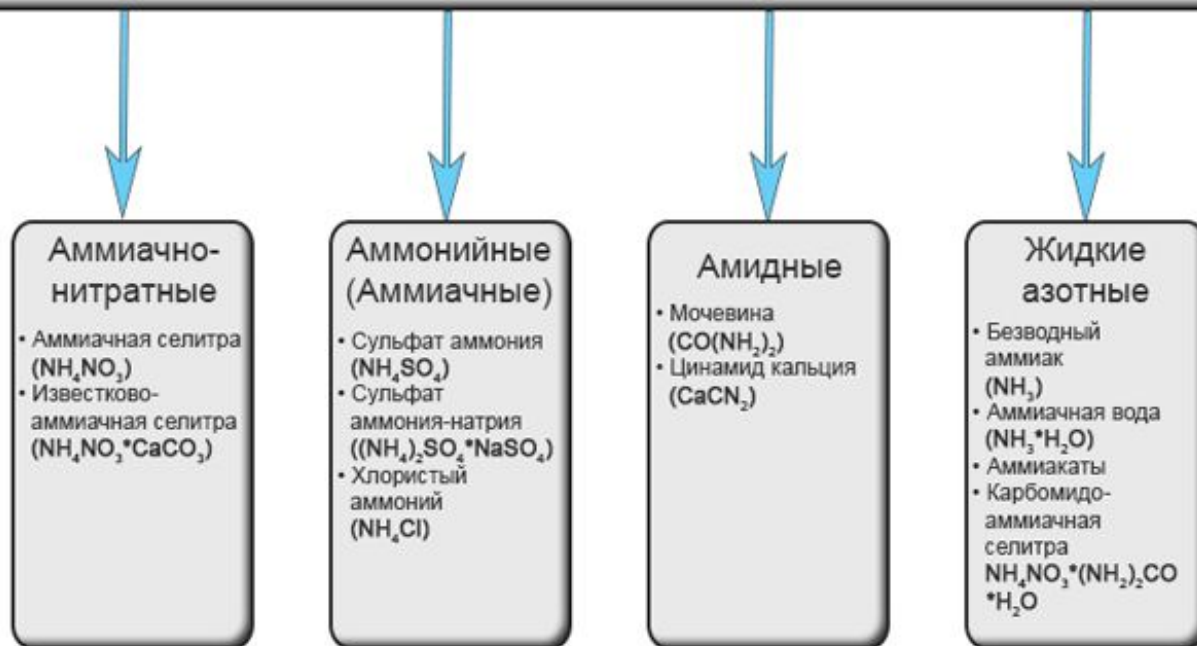 Аммиачно-
нитратные
• Аммиачная селитра
(NH₄NO₃)
• Известково-
аммиачная селитра
(NH₄NO₃*CaCO₃)
Аммонийные
(Аммиачные)
• Сульфат аммония
(NH₄SO₄)
• Сульфат
аммония-натрия
((NH₄)₂SO₄*NaSO₄)
• Хлористый
аммоний
(NH₄Cl)
Амидные
• Мочевина
(CO(NH₂)₂)
• Цинамид кальция
(CaCN₂)
Жидкие
азотные
• Безводный
аммиак
(NH₃)
• Аммиачная вода
(NH₃*H₂O)
• Аммиакаты
• Карбомидо-
аммиачная
селитра
NH₄NO₃*(NH₂)₂CO
*H₂O